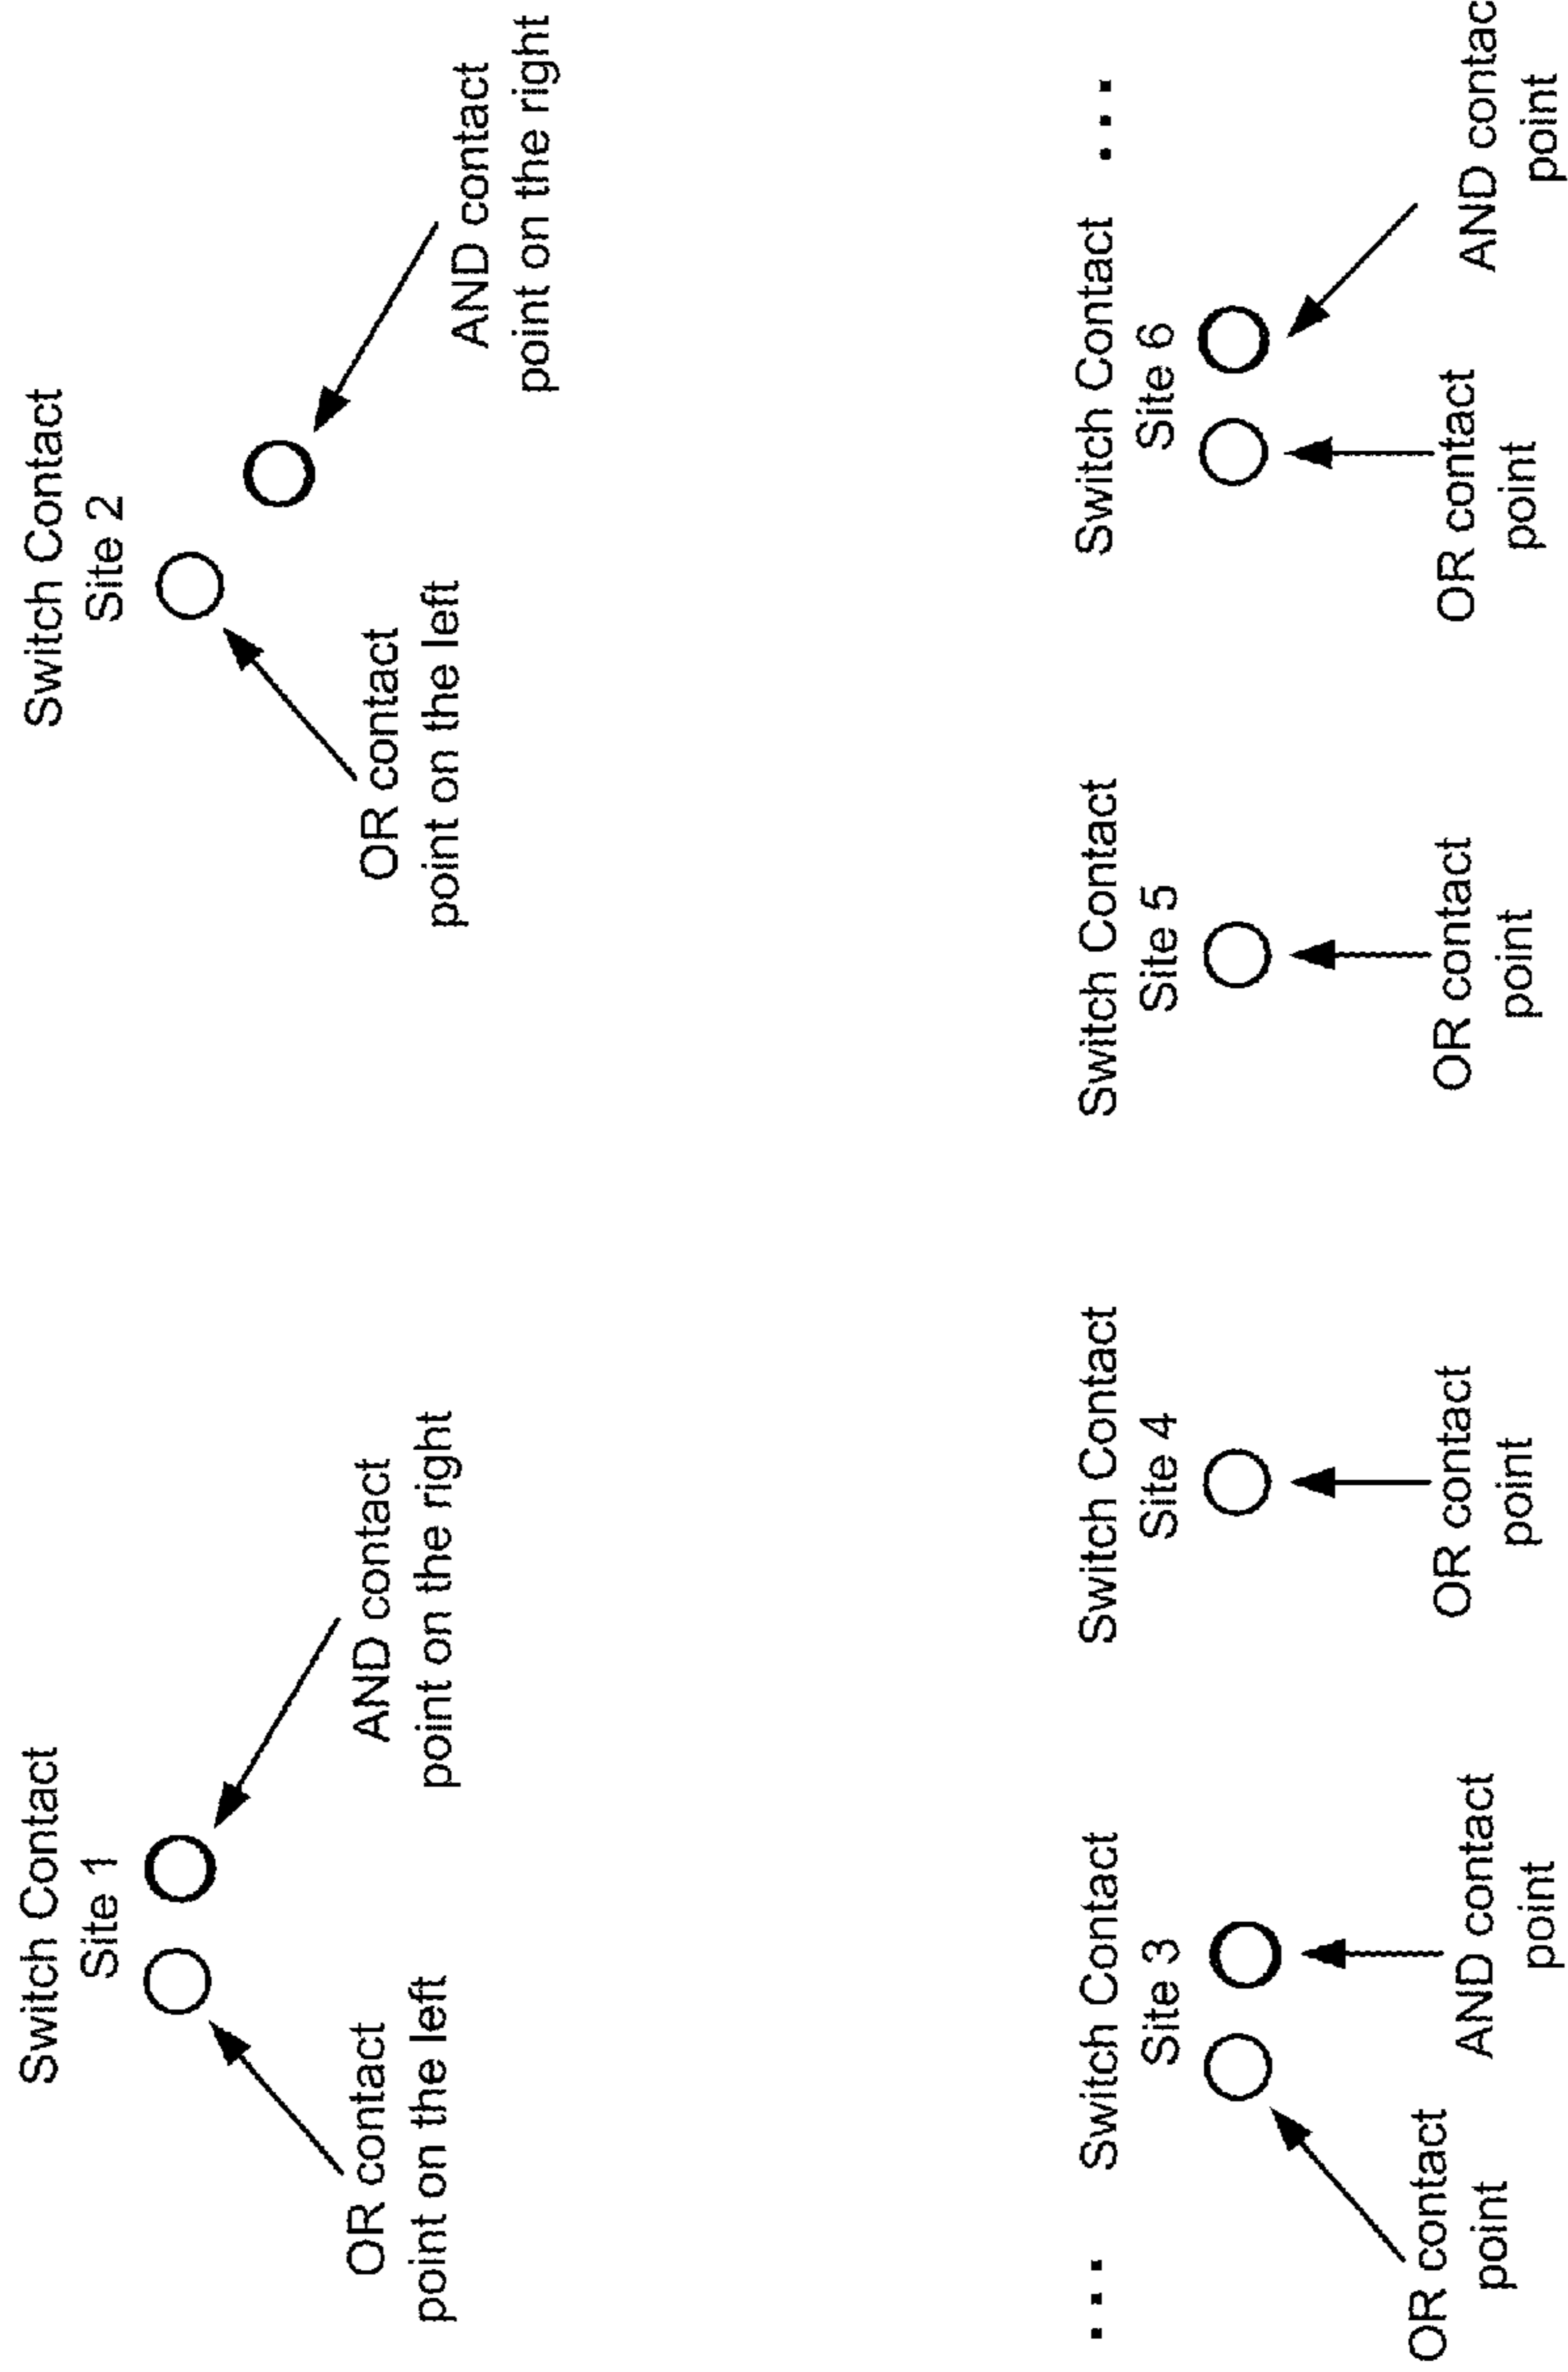 Switch Contact
Site 1
OR contact
point on the left
AND contact
point on the right
Switch Contact
Site 2
OR contact
point on the left
AND contact
point on the right
. . .
Switch Contact
Site 3
OR contact
point
AND contact
point
Switch Contact
Site 4
OR contact
point
Switch Contact
Site 5
OR contact
point
Switch Contact
Site 6
OR contact
point
AND contac
point
. . .